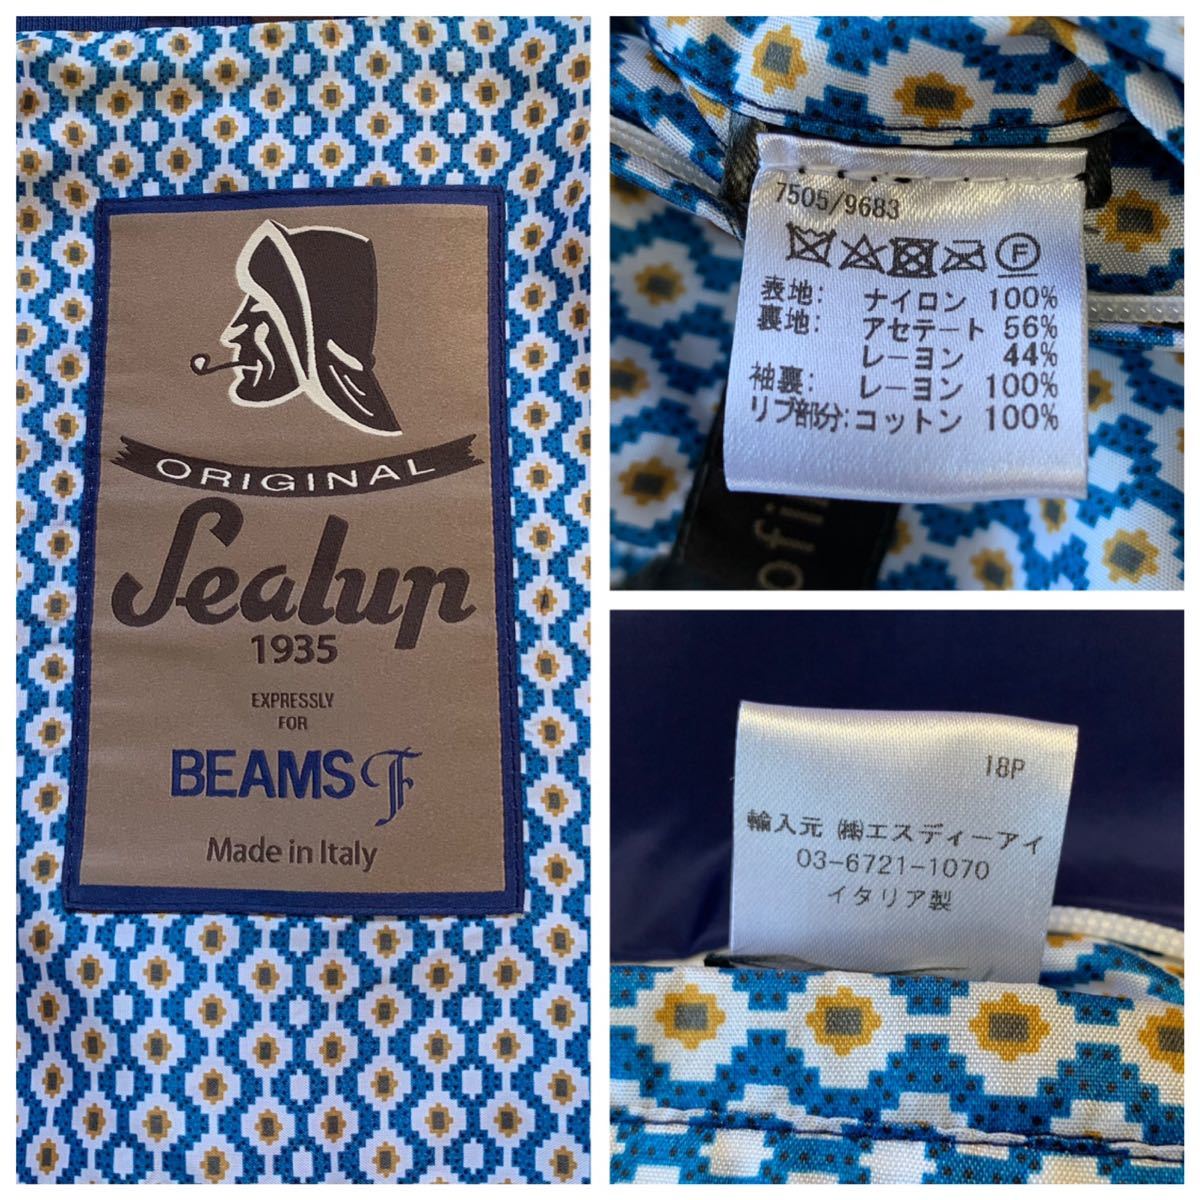 ORIGINAL
Sealup
1935
EXPRESSLY
FOR
BEAMS F
Made in Italy
7505/9683
F
表地: ナイロン 100%
裏地: アセテート 56%
レーヨン 44%
袖裏: レーヨン 100%
リブ部分: コットン 100%
18P
輸入元 ㈱エスディーアイ
03-6721-1070
イタリア製